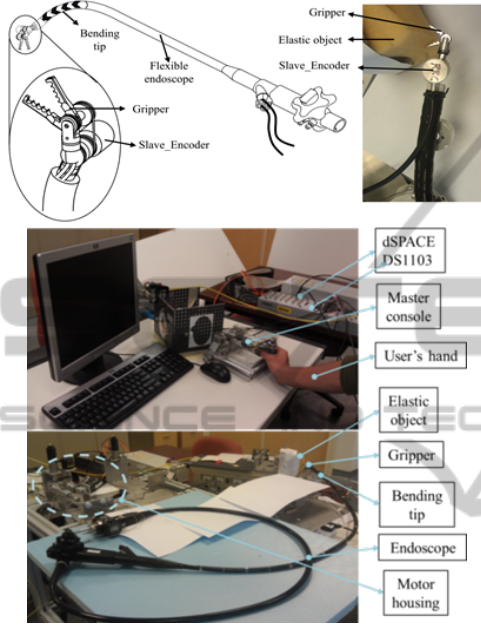 Bending
tip
Flexible
endoscope
Gripper
Slave_Encoder
Gripper
Elastic object
Slave_Encoder
dSPACE
DS1103
Master
console
User's hand
Elastic
object
Gripper
Bending
tip
Endoscope
Motor
housing
SCIENCE